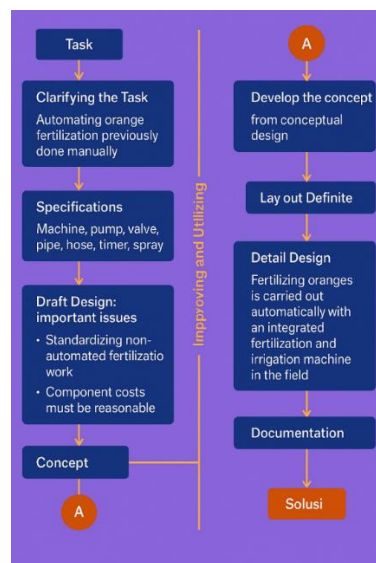 Task
Clarifying the Task
Automating orange
fertilization previously
done manually
Specifications
Machine, pump, valve,
pipe, hose, timer, spray
Draft Design:
important issues
• Standardizing non-
automated fertilizatio
work
• Component costs
must be reasonable
Concept
A
Impproving and Utilizing
A
Develop the concept
from conceptual
design
Lay out Definite
Detail Design
Fertilizing oranges
is carried out
automatically with
an integrated
fertilization and
irrigation machine
in the field
Documentation
Solusi